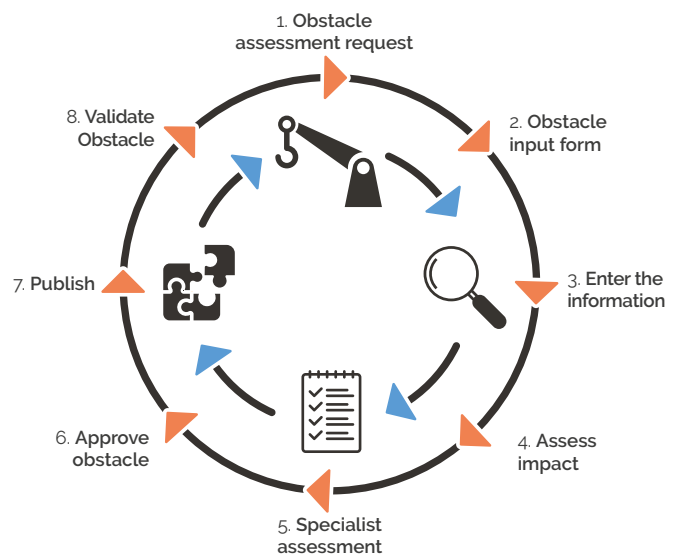 1. Obstacle
assessment request
2. Obstacle
input form
3. Enter the
information
4. Assess
impact
5. Specialist
assessment
6. Approve
obstacle
7. Publish
8. Validate
Obstacle